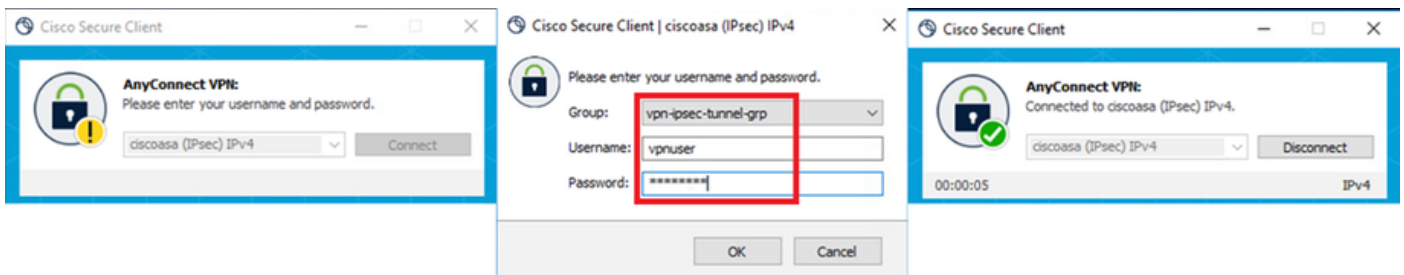 Cisco Secure Client
AnyConnect VPN:
Please enter your username and password.
ciscoasa (IPsec) IPv4
Connect
Cisco Secure Client | ciscoasa (IPsec) IPv4
Please enter your username and password.
Group: vpn-ipsec-tunnel-grp
Username: vpnuser
Password: ********
OK
Cancel
Cisco Secure Client
AnyConnect VPN:
Connected to ciscoasa (IPsec) IPv4.
ciscoasa (IPsec) IPv4
Disconnect
00:00:05
IPv4